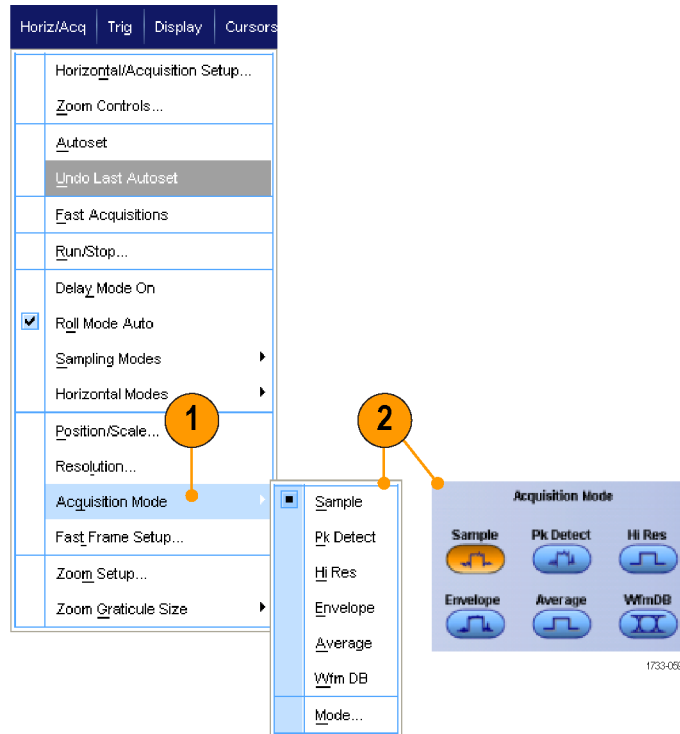 Horiz/Acq Trig Display Cursors
Horizontal/Acquisition Setup...
Zoom Controls...
Autoset
Undo Last Autoset
Fast Acquisitions
Run/Stop...
Delay Mode On
Roll Mode Auto
Sampling Modes
Horizontal Modes
Position/Scale...
Resolution...
Acquisition Mode
Fast Frame Setup...
Zoom Setup...
Zoom Graticule Size
1
2
Sample
Pk Detect
Hi Res
Envelope
Average
Wfm DB
Mode...
Acquisition Mode
Sample Pk Detect Hi Res
Envelope Average WfmDB
1733-059